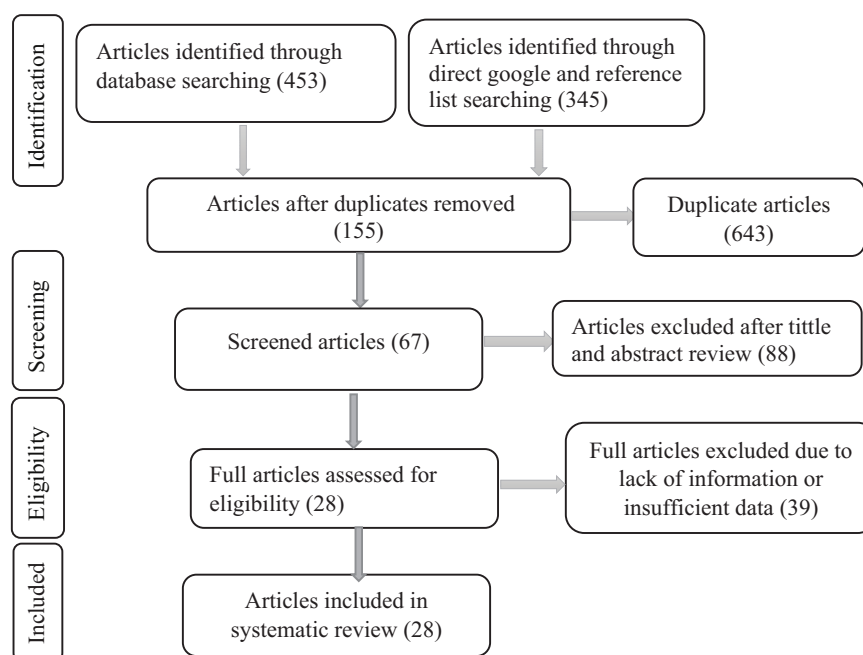 Identification
Articles identified through
database searching (453)
Articles identified through
direct google and reference
list searching (345)
Articles after duplicates removed
(155)
Duplicate articles
(643)
Screening
Screened articles (67)
Articles excluded after tittle
and abstract review (88)
Eligibility
Full articles assessed for
eligibility (28)
Full articles excluded due to
lack of information or
insufficient data (39)
Included
Articles included in
systematic review (28)